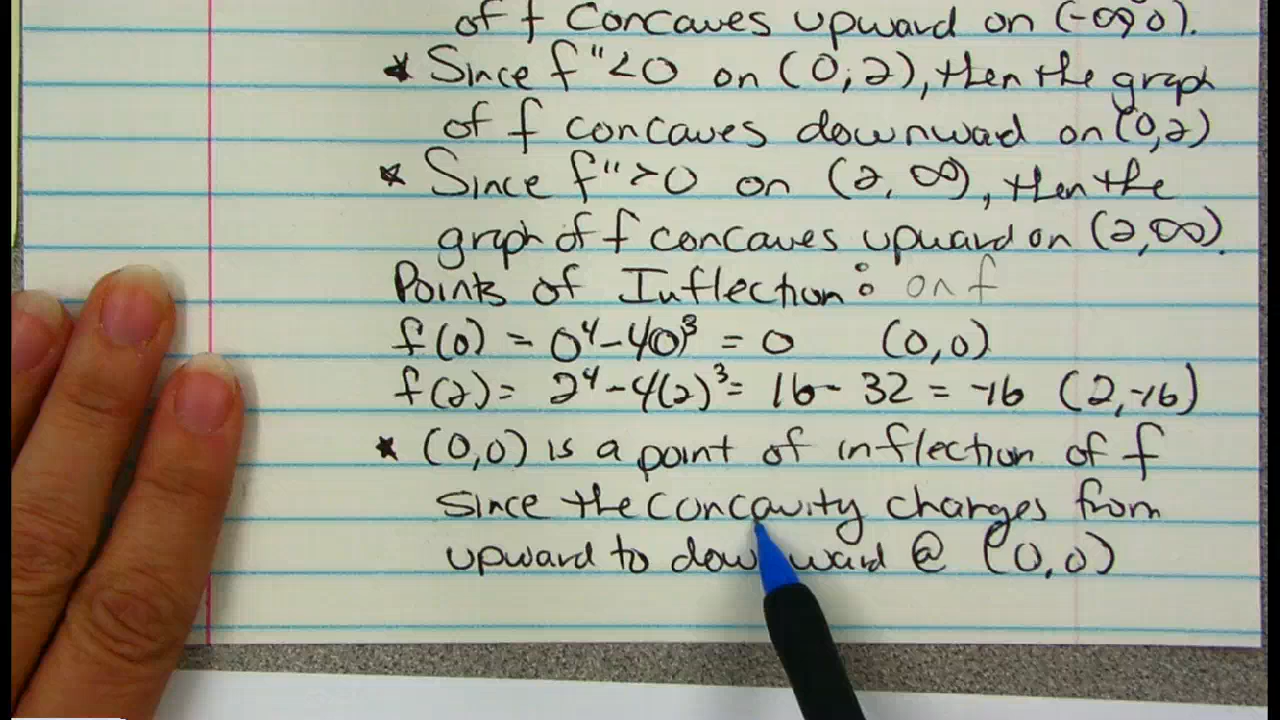 of f concaves upward on (-∞,0).
* Since f''<0 on (0,2), then the graph
of f concaves downward on (0,2)
* Since f''>0 on (2,∞), then the
graph of f concaves upward on (2,∞).
Points of Inflection: on f
f(0) = 0⁴-4(0)³ = 0 (0,0)
f(2) = 2⁴-4(2)³ = 16-32 = -16 (2,-16)
* (0,0) is a point of inflection of f
since the concavity changes from
upward to downward @ (0,0)